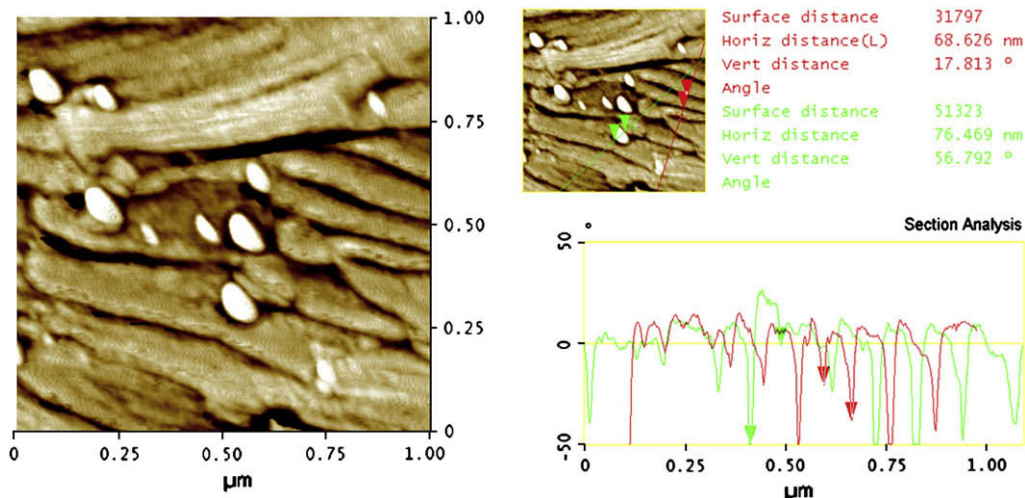 1.00
0.75
0.50
0.25
0
0 0.25 0.50 0.75 1.00
µm
Surface distance 31797
Horiz distance(L) 68.626 nm
Vert distance 17.813 °
Angle
Surface distance 51323
Horiz distance 76.469 nm
Vert distance 56.792 °
Angle
° Section Analysis
50
0
-50
0 0.25 0.50 0.75 1.00
µm